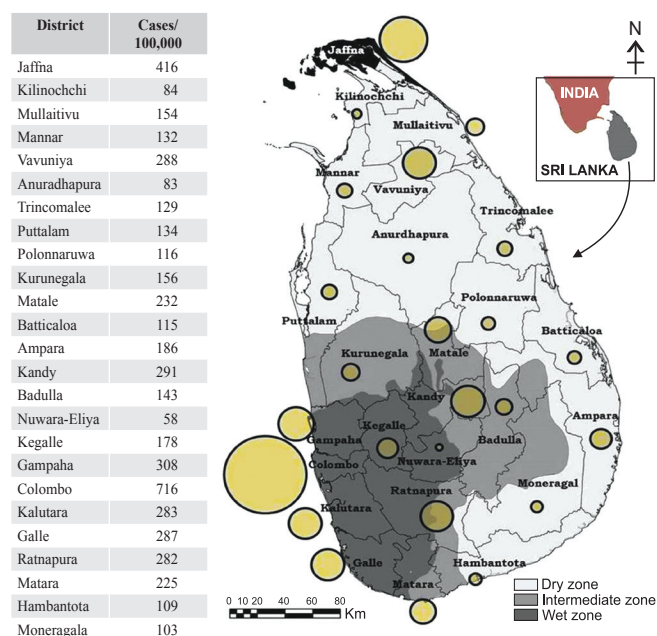 District Cases/
100,000
Jaffna 416
Kilinochchi 84
Mullaitivu 154
Mannar 132
Vavuniya 288
Anuradhapura 83
Trincomalee 129
Puttalam 134
Polonnaruwa 116
Kurunegala 156
Matale 232
Batticaloa 115
Ampara 186
Kandy 291
Badulla 143
Nuwara-Eliya 58
Kegalle 178
Gampaha 308
Colombo 716
Kalutara 283
Galle 287
Ratnapura 282
Matara 225
Hambantota 109
Moneragala 103
Jaffna
Kilinochchi
Mullaitivu
Mannar
Vavuniya
Trincomalee
Anurdhapura
Polonnaruwa
Puttalam
Batticaloa
Kurunegala
Matale
Kandy
Ampara
Kegalle
Gampaha
Badulla
Nuwara-Eliya
Colombo
Moneragal
Ratnapura
Kalutara
Galle
Hambantota
Matara
N
INDIA
SRI LANKA
0 10 20 40 60 80
Km
Dry zone
Intermediate zone
Wet zone